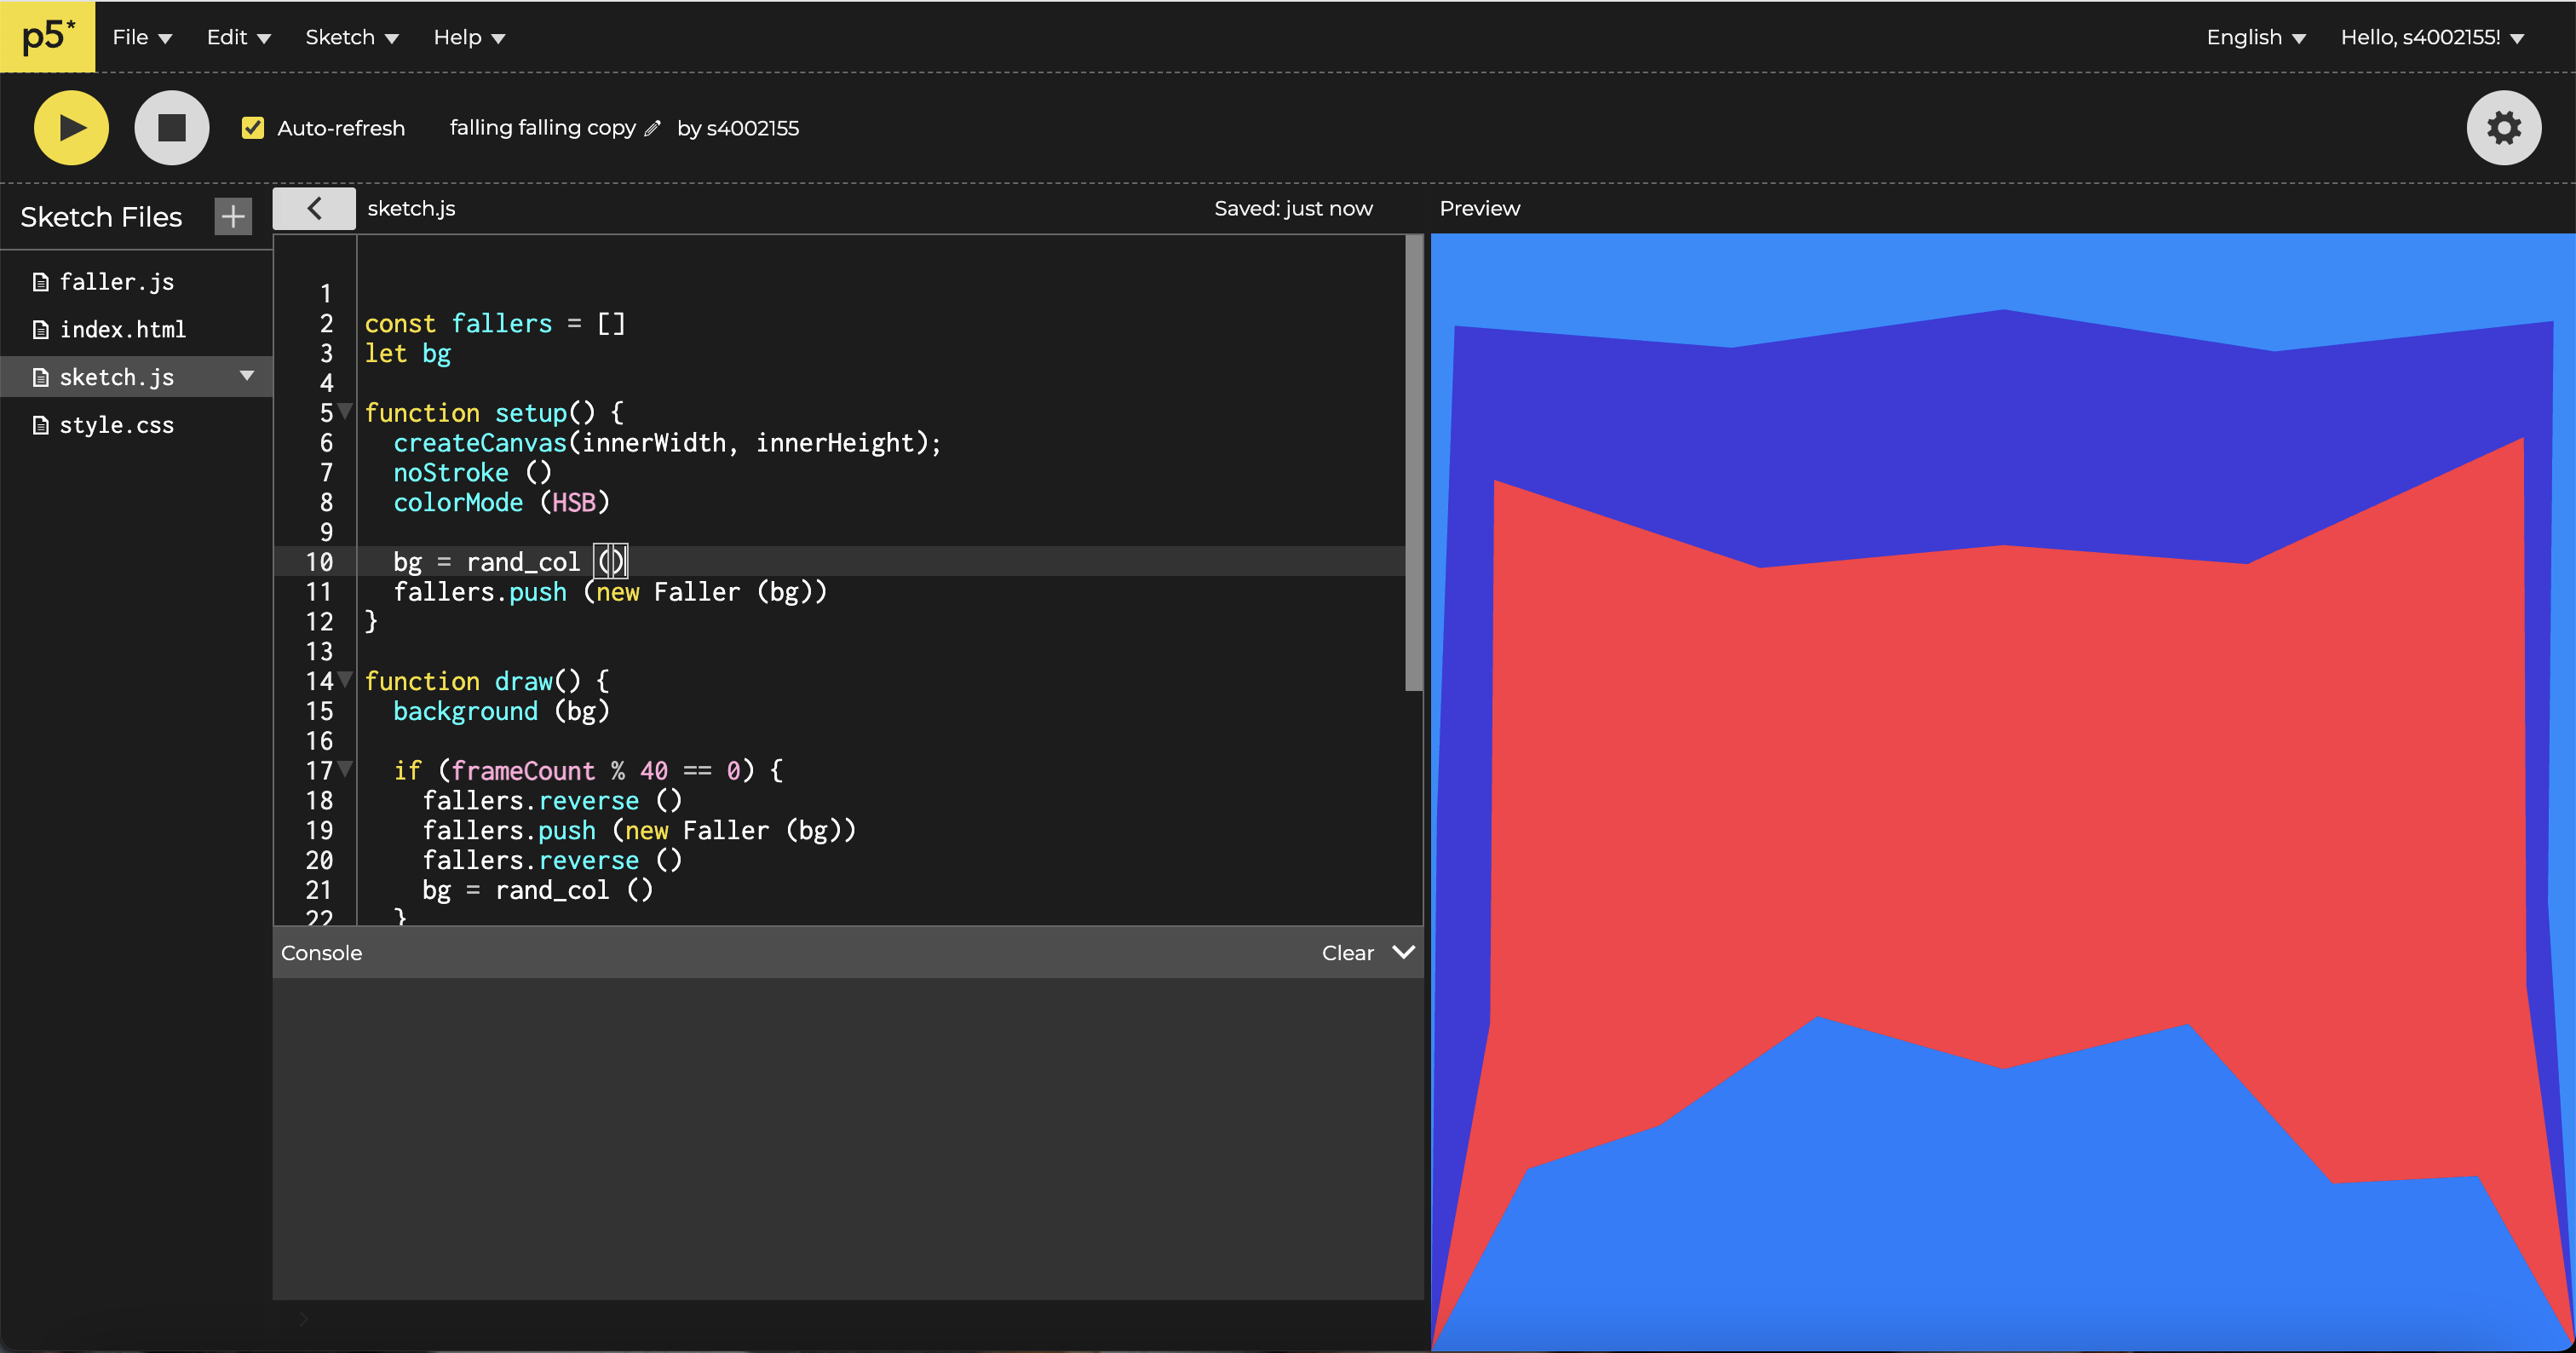 p5* File Edit Sketch Help English Hello, s4002155!
Auto-refresh falling falling copy by s4002155
Sketch Files + sketch.js Saved: just now Preview
faller.js
index.html
sketch.js
style.css
1
2 const fallers = []
3 let bg
4
5 function setup() {
6 createCanvas(innerWidth, innerHeight);
7 noStroke ()
8 colorMode (HSB)
9
10 bg = rand_col ()
11 fallers.push (new Faller (bg))
12 }
13
14 function draw() {
15 background (bg)
16
17 if (frameCount % 40 == 0) {
18 fallers.reverse ()
19 fallers.push (new Faller (bg))
20 fallers.reverse ()
21 bg = rand_col ()
22 }
Console Clear
>